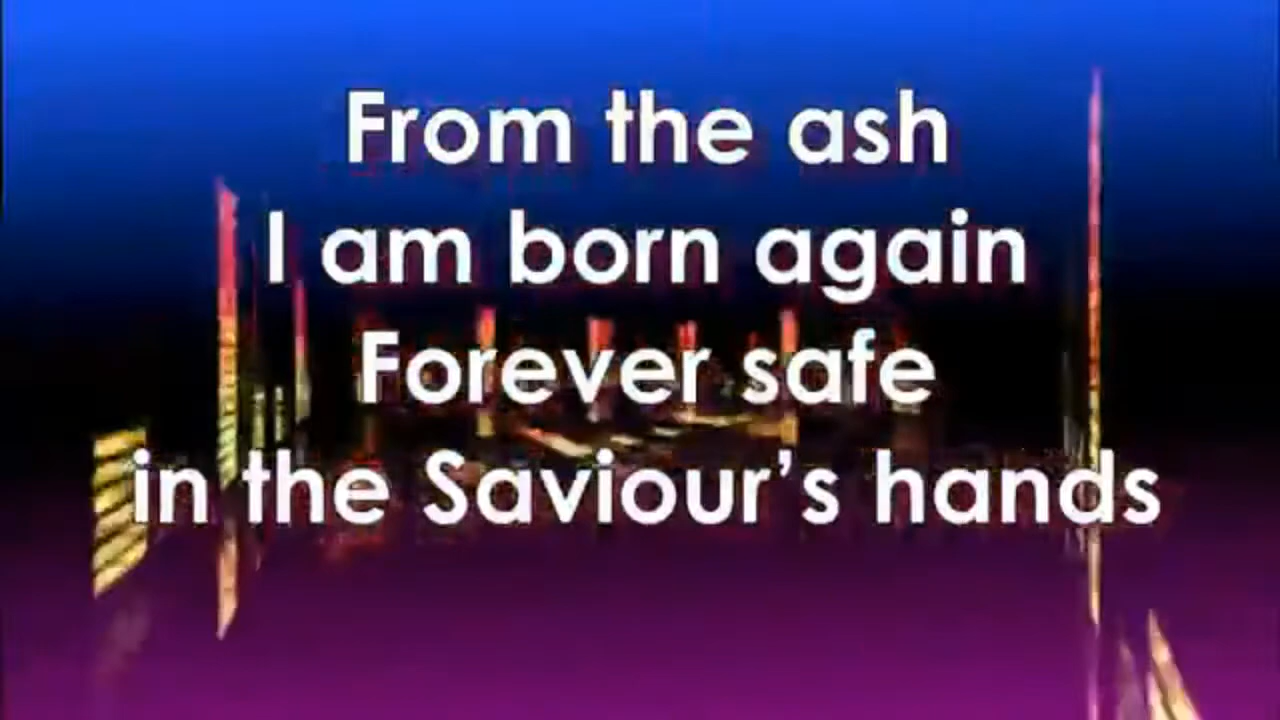 From the ash
I am born again
Forever safe
in the Saviour’s hands